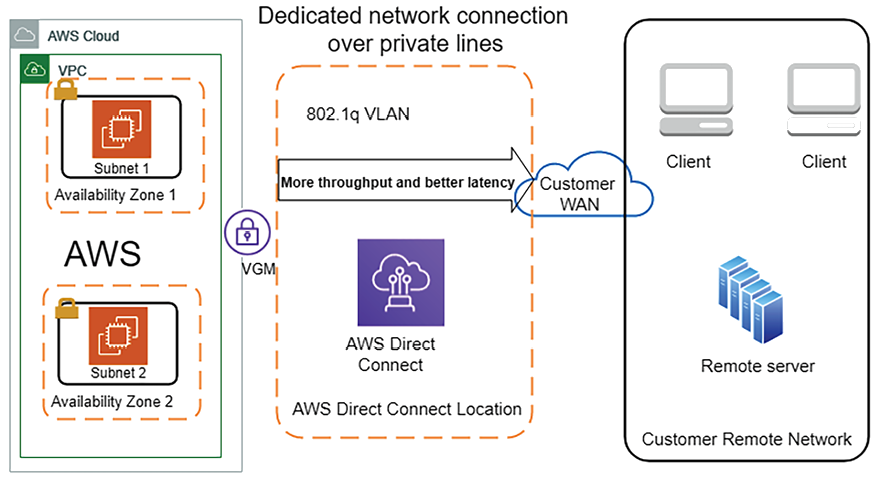 Dedicated network connection
over private lines
AWS Cloud
VPC
Subnet 1
Availability Zone 1
AWS
Subnet 2
Availability Zone 2
VGM
802.1q VLAN
More throughput and better latency
AWS Direct
Connect
AWS Direct Connect Location
Customer
WAN
Client
Client
Remote server
Customer Remote Network